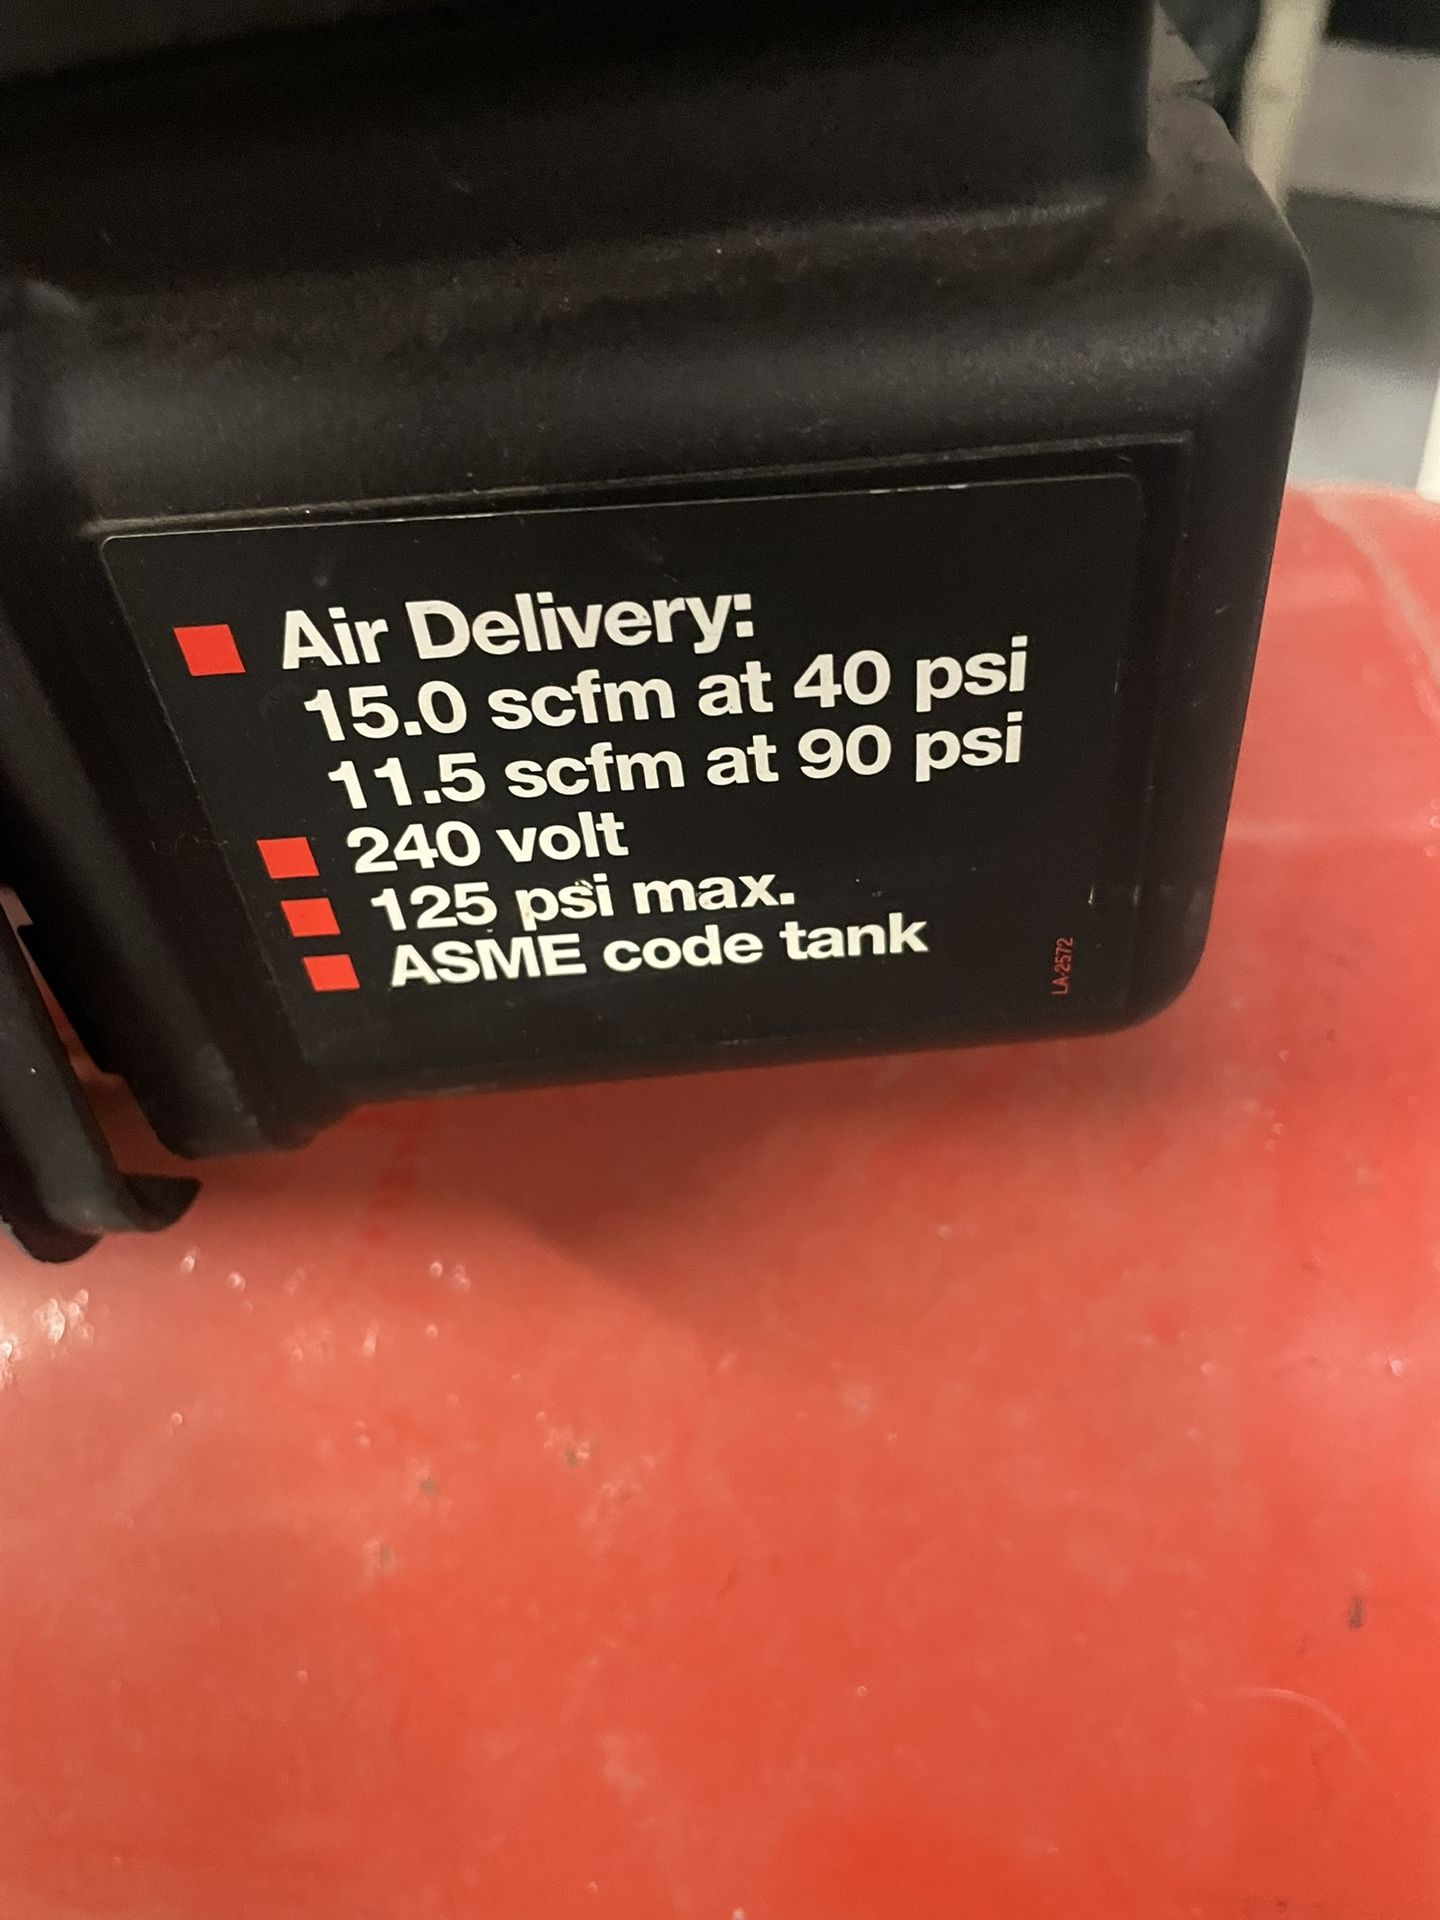 Air Delivery:
15.0 scfm at 40 psi
11.5 scfm at 90 psi
240 volt
125 psi max.
ASME code tank
LA-2572